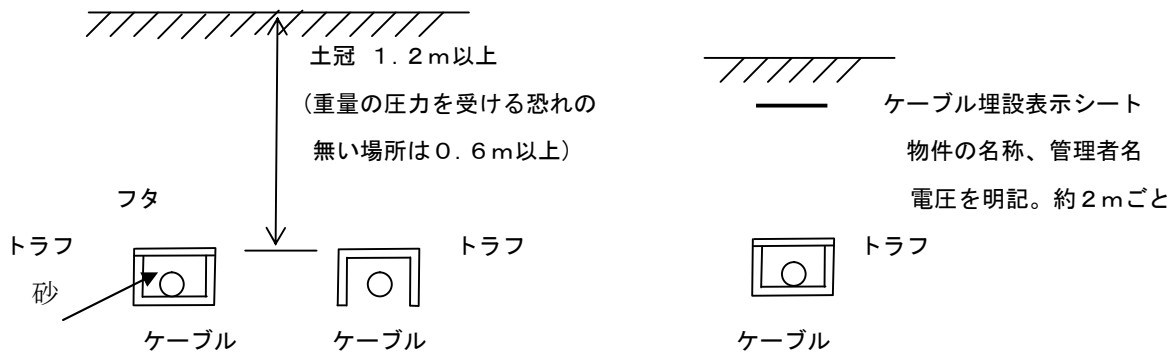 土冠 1.2m以上
(重量の圧力を受ける恐れの
無い場所は0.6m以上)
フタ
トラフ
トラフ
砂
ケーブル
ケーブル
ケーブル埋設表示シート
物件の名称、管理者名
電圧を明記。約2mごと
トラフ
ケーブル